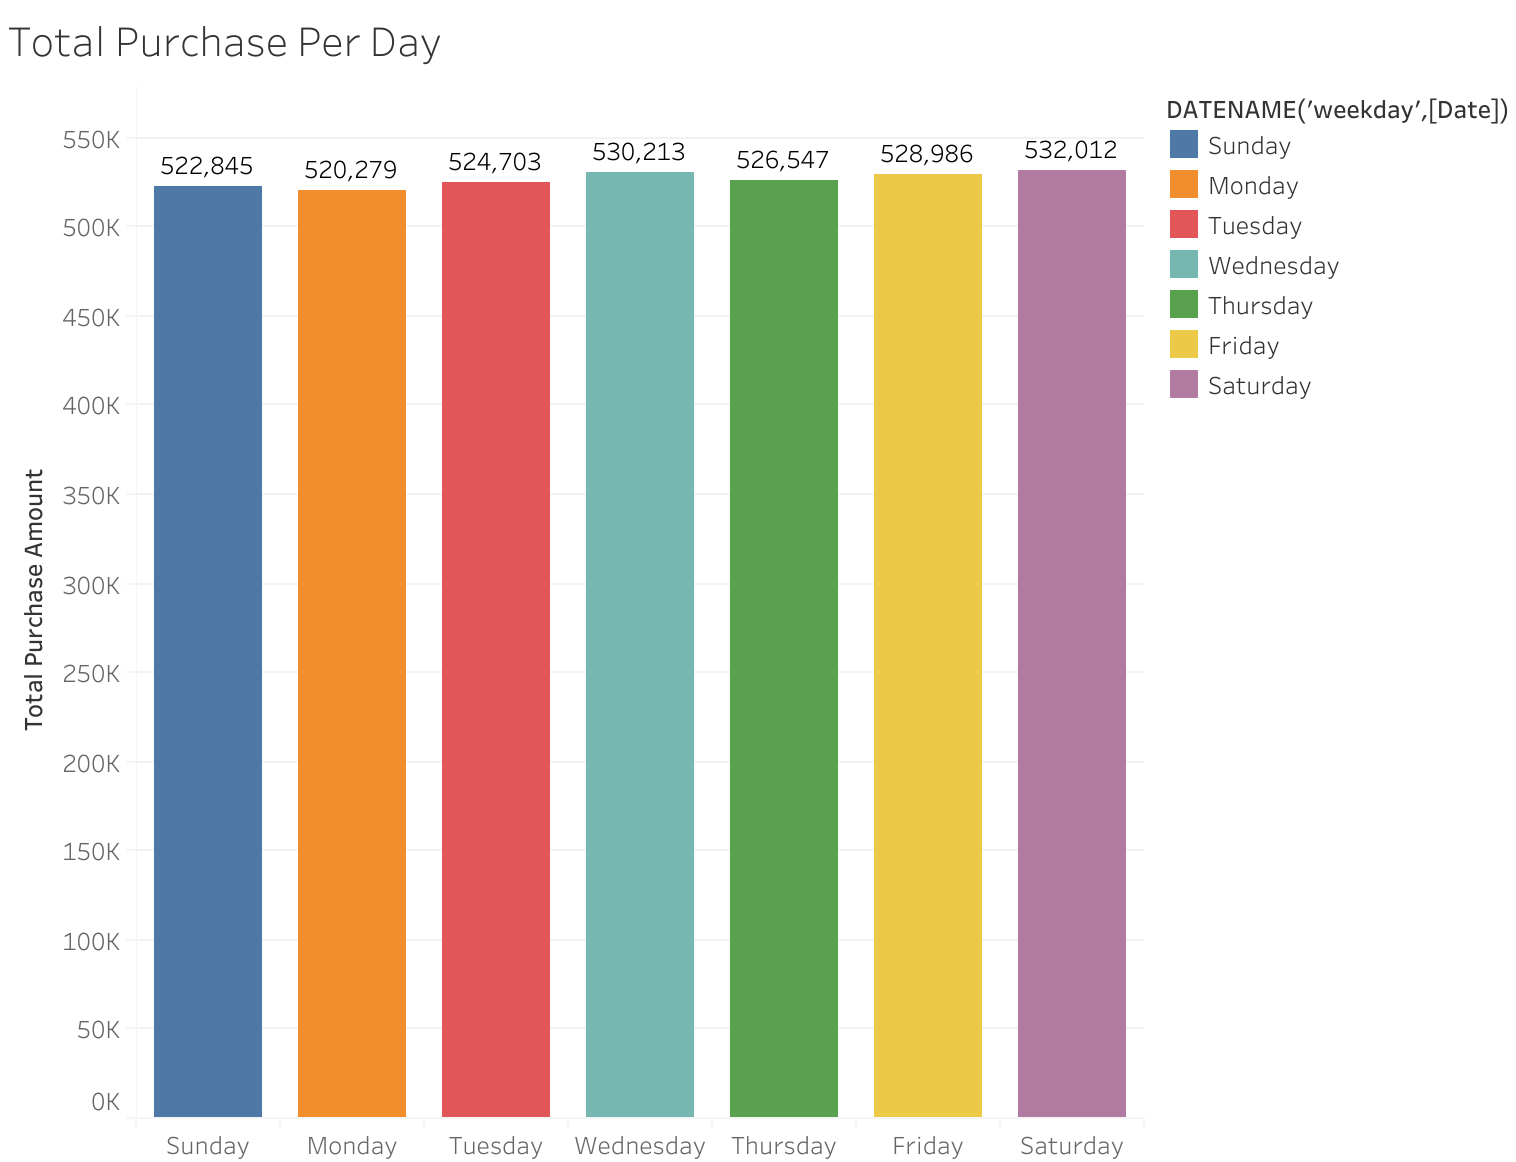 Total Purchase Per Day
DATENAME('weekday',[Date])
Sunday
Monday
Tuesday
Wednesday
Thursday
Friday
Saturday
Total Purchase Amount
550K
500K
450K
400K
350K
300K
250K
200K
150K
100K
50K
0K
522,845
520,279
524,703
530,213
526,547
528,986
532,012
Sunday
Monday
Tuesday
Wednesday
Thursday
Friday
Saturday